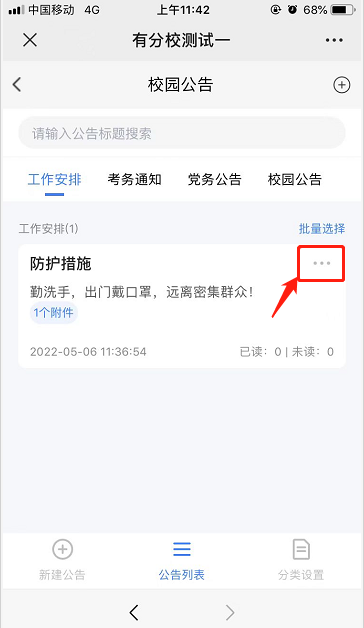 中国移动 4G 上午11:42 68%
有分校测试一
校园公告
请输入公告标题搜索
工作安排 考务通知 党务公告 校园公告
工作安排(1) 批量选择
防护措施
勤洗手，出门戴口罩，远离密集群众！
1个附件
2022-05-06 11:36:54 已读：0 | 未读：0
新建公告 公告列表 分类设置